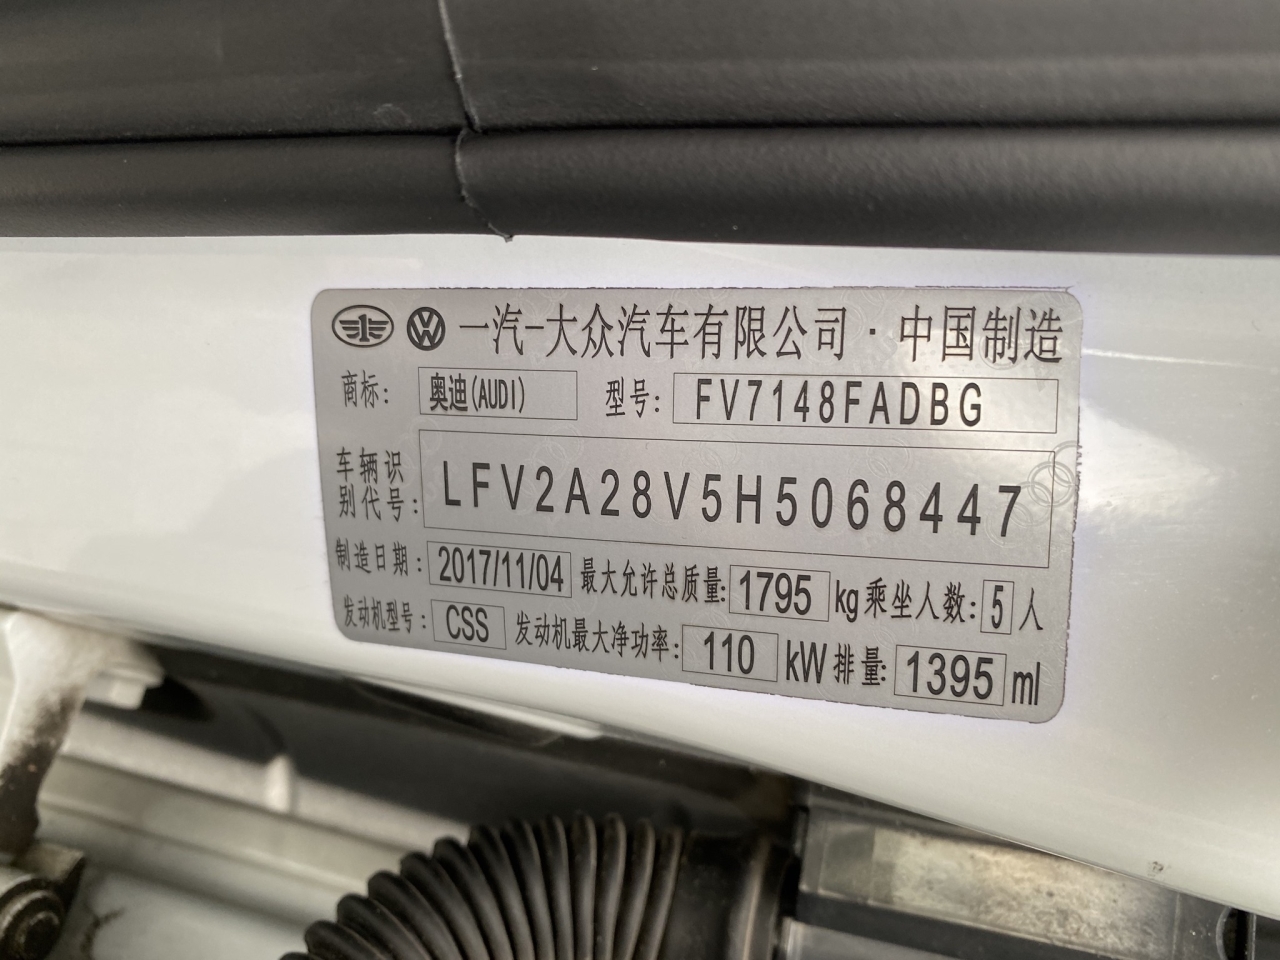 一汽-大众汽车有限公司·中国制造
商标: 奥迪(AUDI) 型号: FV7148FADBG
车辆识别代号: LFV2A28V5H5068447
制造日期: 2017/11/04 最大允许总质量: 1795 kg 乘坐人数: 5 人
发动机型号: CSS 发动机最大净功率: 110 kW 排量: 1395 ml